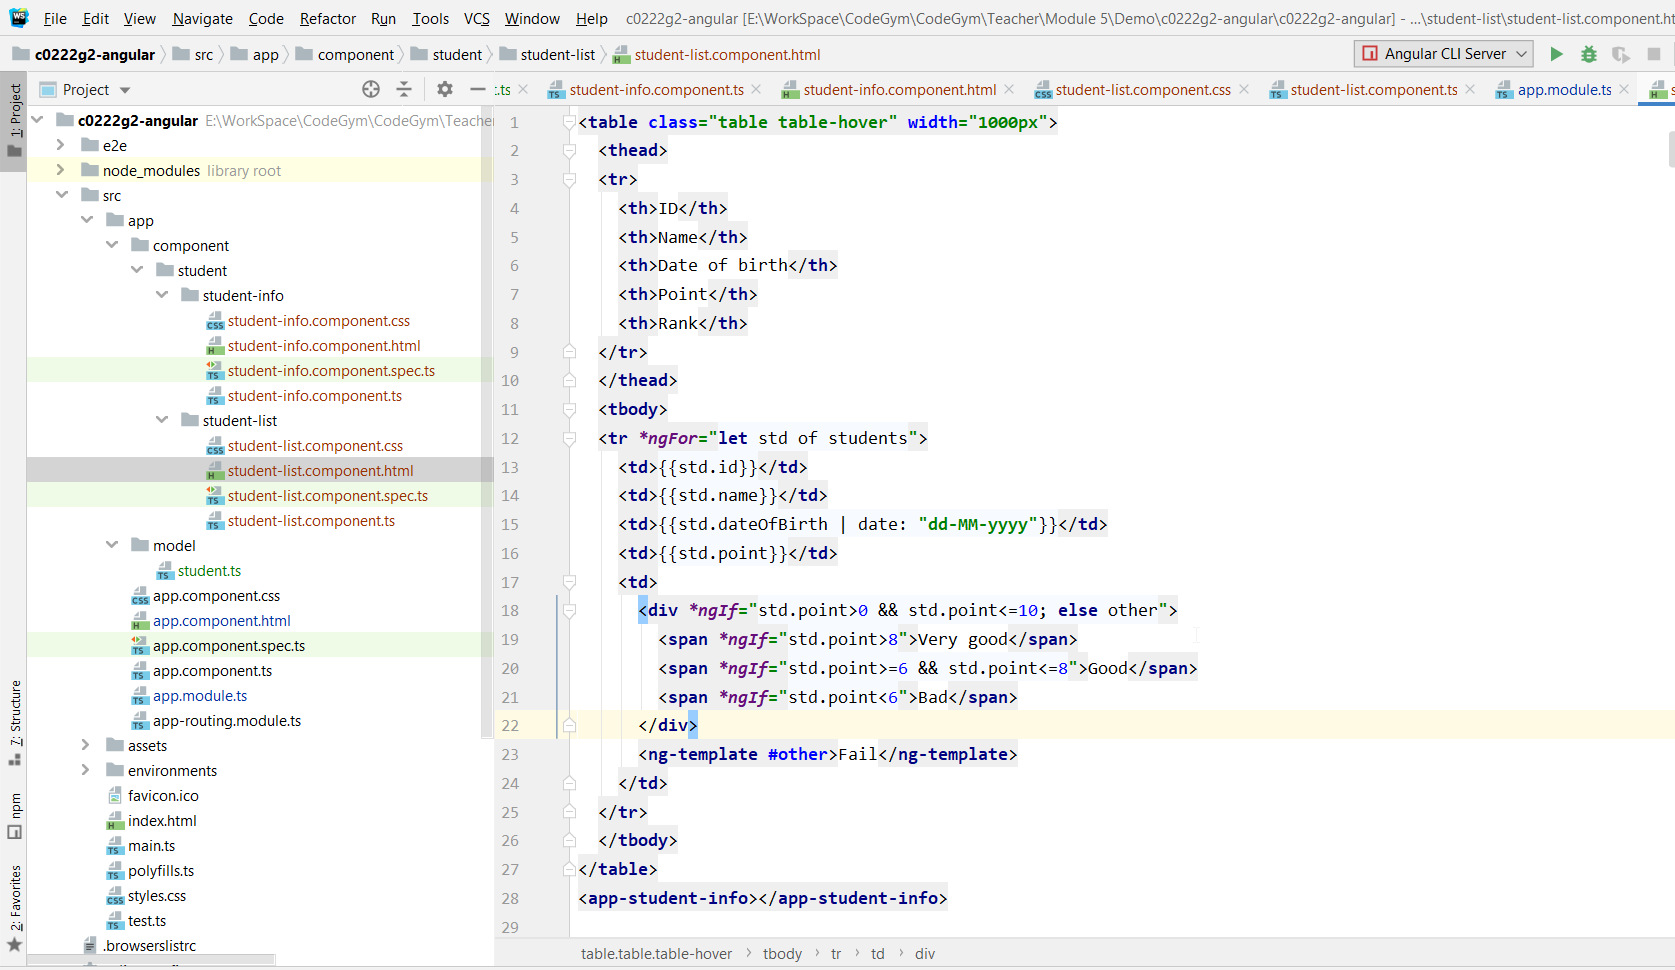 File Edit View Navigate Code Refactor Run Tools VCS Window Help c0222g2-angular [E:\WorkSpace\CodeGym\CodeGym\Teacher\Module 5\Demo\c0222g2-angular\c0222g2-angular] - ...\student-list\student-list.component.ht
c0222g2-angular src app component student student-list student-list.component.html Angular CLI Server
1: Project
7: Structure
npm
2: Favorites
Project
.ts student-info.component.ts student-info.component.html student-list.component.css student-list.component.ts app.module.ts s
c0222g2-angular E:\WorkSpace\CodeGym\CodeGym\Teacher
e2e
node_modules library root
src
app
component
student
student-info
student-info.component.css
student-info.component.html
student-info.component.spec.ts
student-info.component.ts
student-list
student-list.component.css
student-list.component.html
student-list.component.spec.ts
student-list.component.ts
model
student.ts
app.component.css
app.component.html
app.component.spec.ts
app.component.ts
app.module.ts
app-routing.module.ts
assets
environments
favicon.ico
index.html
main.ts
polyfills.ts
styles.css
test.ts
.browserslistrc
1 <table class="table table-hover" width="1000px">
2 <thead>
3 <tr>
4 <th>ID</th>
5 <th>Name</th>
6 <th>Date of birth</th>
7 <th>Point</th>
8 <th>Rank</th>
9 </tr>
10 </thead>
11 <tbody>
12 <tr *ngFor="let std of students">
13 <td>{{std.id}}</td>
14 <td>{{std.name}}</td>
15 <td>{{std.dateOfBirth | date: "dd-MM-yyyy"}}</td>
16 <td>{{std.point}}</td>
17 <td>
18 <div *ngIf="std.point>0 && std.point<=10; else other">
19 <span *ngIf="std.point>8">Very good</span>
20 <span *ngIf="std.point>=6 && std.point<=8">Good</span>
21 <span *ngIf="std.point<6">Bad</span>
22 </div>
23 <ng-template #other>Fail</ng-template>
24 </td>
25 </tr>
26 </tbody>
27 </table>
28 <app-student-info></app-student-info>
29
table.table.table-hover tbody tr td div